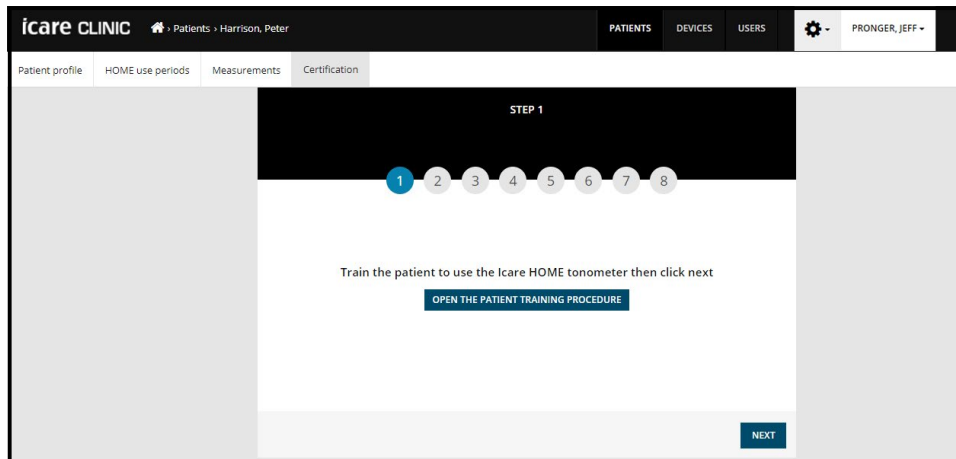 icare CLINIC › Patients › Harrison, Peter PATIENTS DEVICES USERS PRONGER, JEFF
Patient profile HOME use periods Measurements Certification
STEP 1
1 2 3 4 5 6 7 8
Train the patient to use the Icare HOME tonometer then click next
OPEN THE PATIENT TRAINING PROCEDURE
NEXT